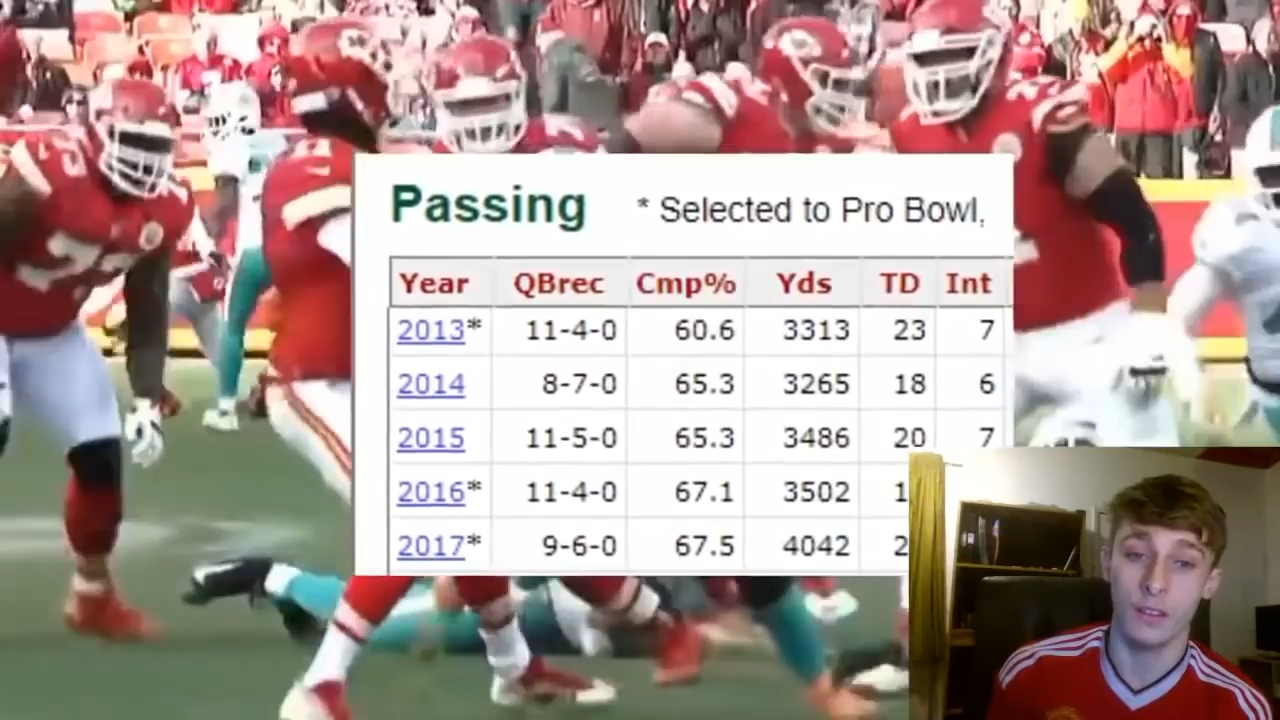 Passing * Selected to Pro Bowl,
Year QBrec Cmp% Yds TD Int
2013* 11-4-0 60.6 3313 23 7
2014 8-7-0 65.3 3265 18 6
2015 11-5-0 65.3 3486 20 7
2016* 11-4-0 67.1 3502 1
2017* 9-6-0 67.5 4042 2